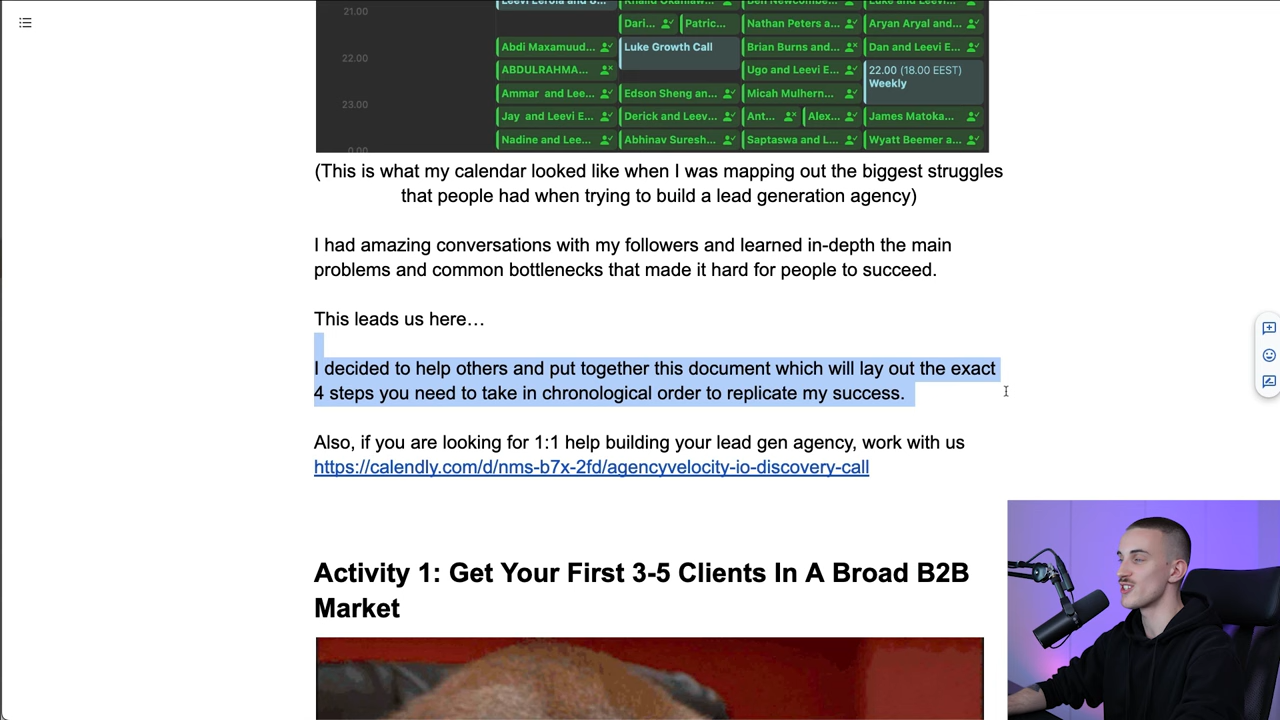 21.00
Dari... Patric... Nathan Peters a... Aryan Aryal and...
Abdi Maxamuud... Luke Growth Call Brian Burns and... Dan and Leevi E...
22.00
ABDULRAHMA... Ugo and Leevi E... 22.00 (18.00 EEST)
Weekly
Ammar and Lee... Edson Sheng an... Micah Mulhern...
23.00
Jay and Leevi E... Derick and Leev... Ant... Alex... James Matoka...
Nadine and Lee... Abhinav Suresh... Saptaswa and L... Wyatt Beemer a...
0.00
(This is what my calendar looked like when I was mapping out the biggest struggles
that people had when trying to build a lead generation agency)
I had amazing conversations with my followers and learned in-depth the main
problems and common bottlenecks that made it hard for people to succeed.
This leads us here…
I decided to help others and put together this document which will lay out the exact
4 steps you need to take in chronological order to replicate my success.
Also, if you are looking for 1:1 help building your lead gen agency, work with us
https://calendly.com/d/nms-b7x-2fd/agencyvelocity-io-discovery-call
Activity 1: Get Your First 3-5 Clients In A Broad B2B
Market